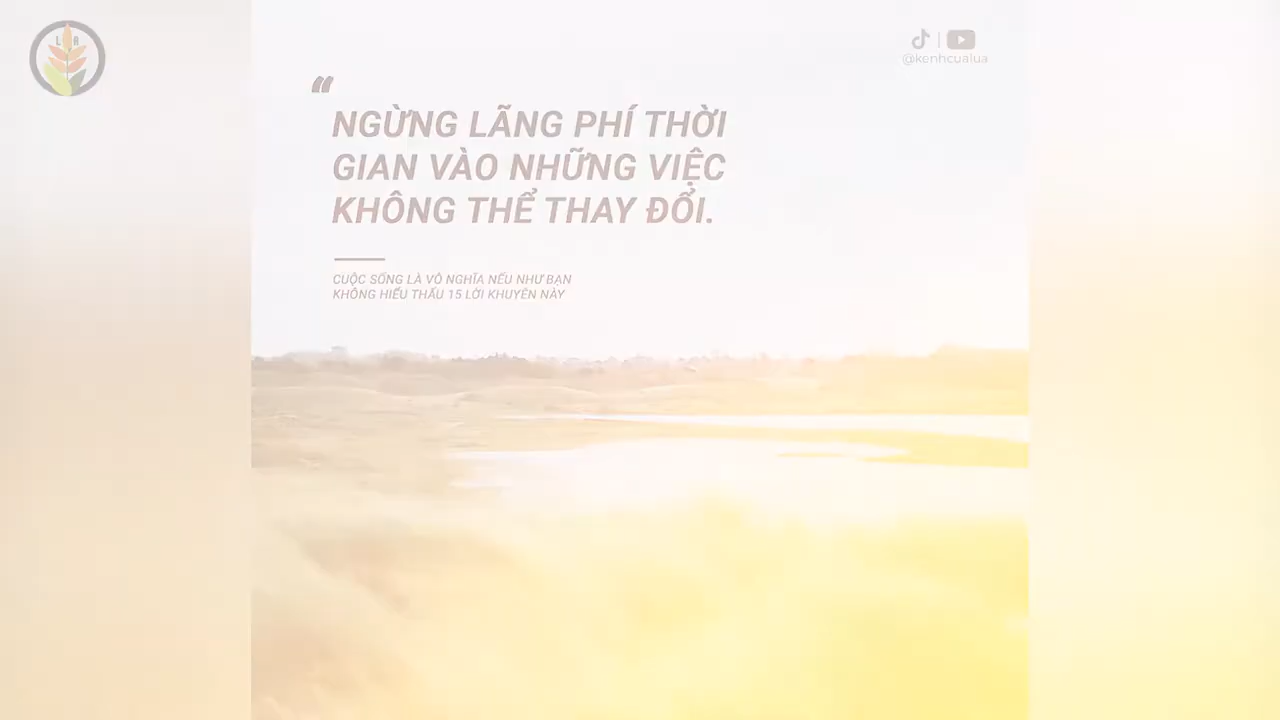 L A
@kenhcualua
“
NGỪNG LÃNG PHÍ THỜI
GIAN VÀO NHỮNG VIỆC
KHÔNG THỂ THAY ĐỔI.
CUỘC SỐNG LÀ VÔ NGHĨA NẾU NHƯ BẠN
KHÔNG HIỂU THẤU 15 LỜI KHUYÊN NÀY